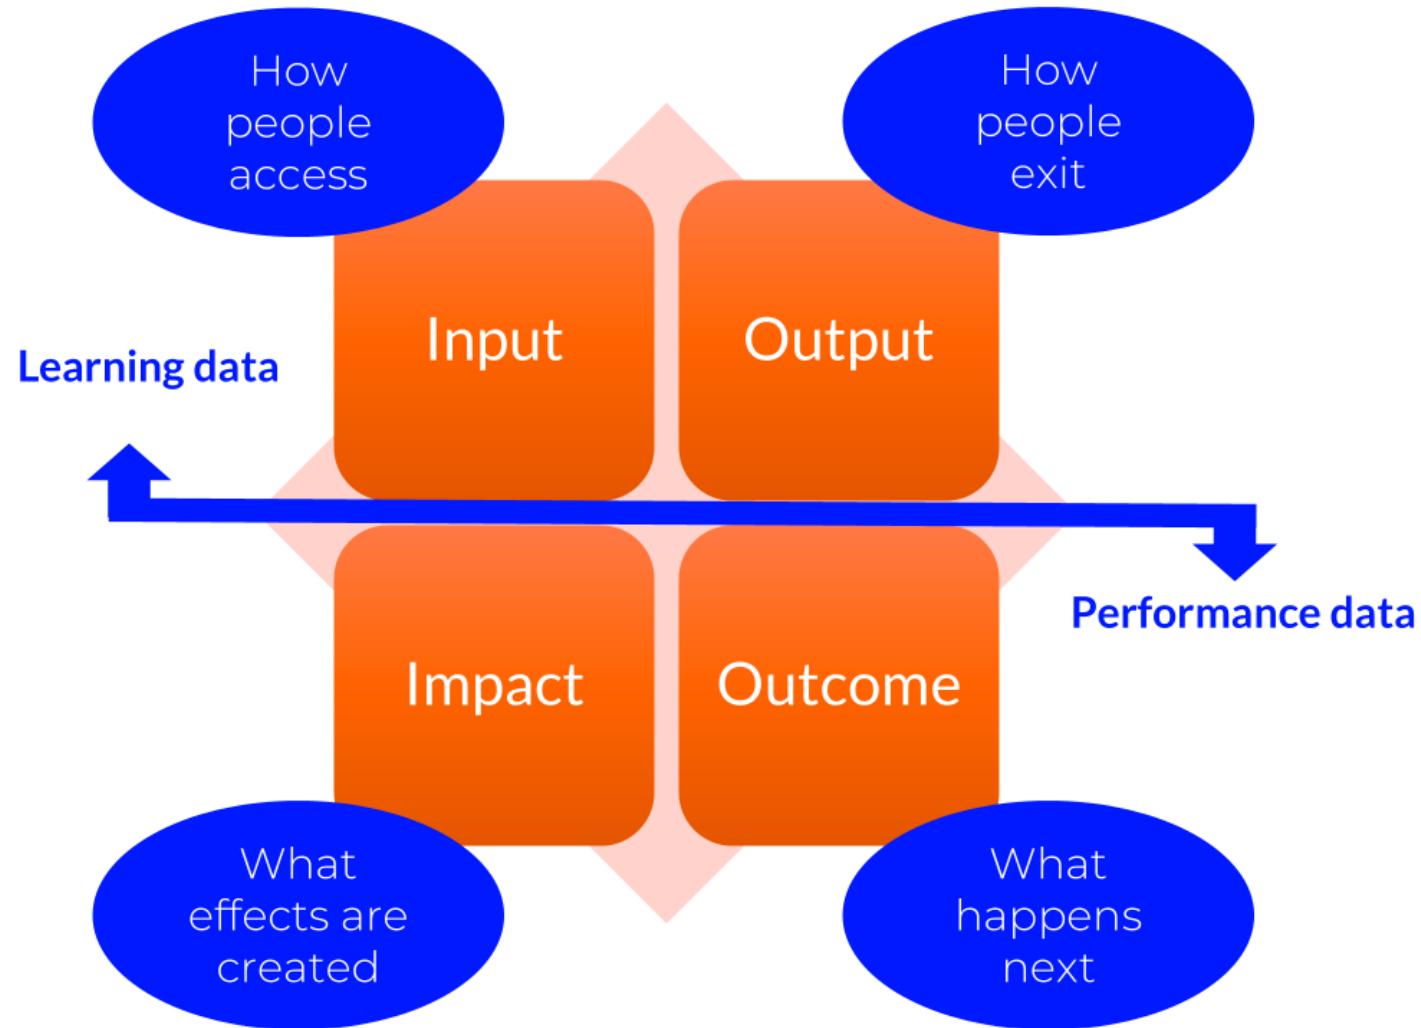 How
people
access
How
people
exit
Input
Output
Learning data
Performance data
Impact
Outcome
What
effects are
created
What
happens
next